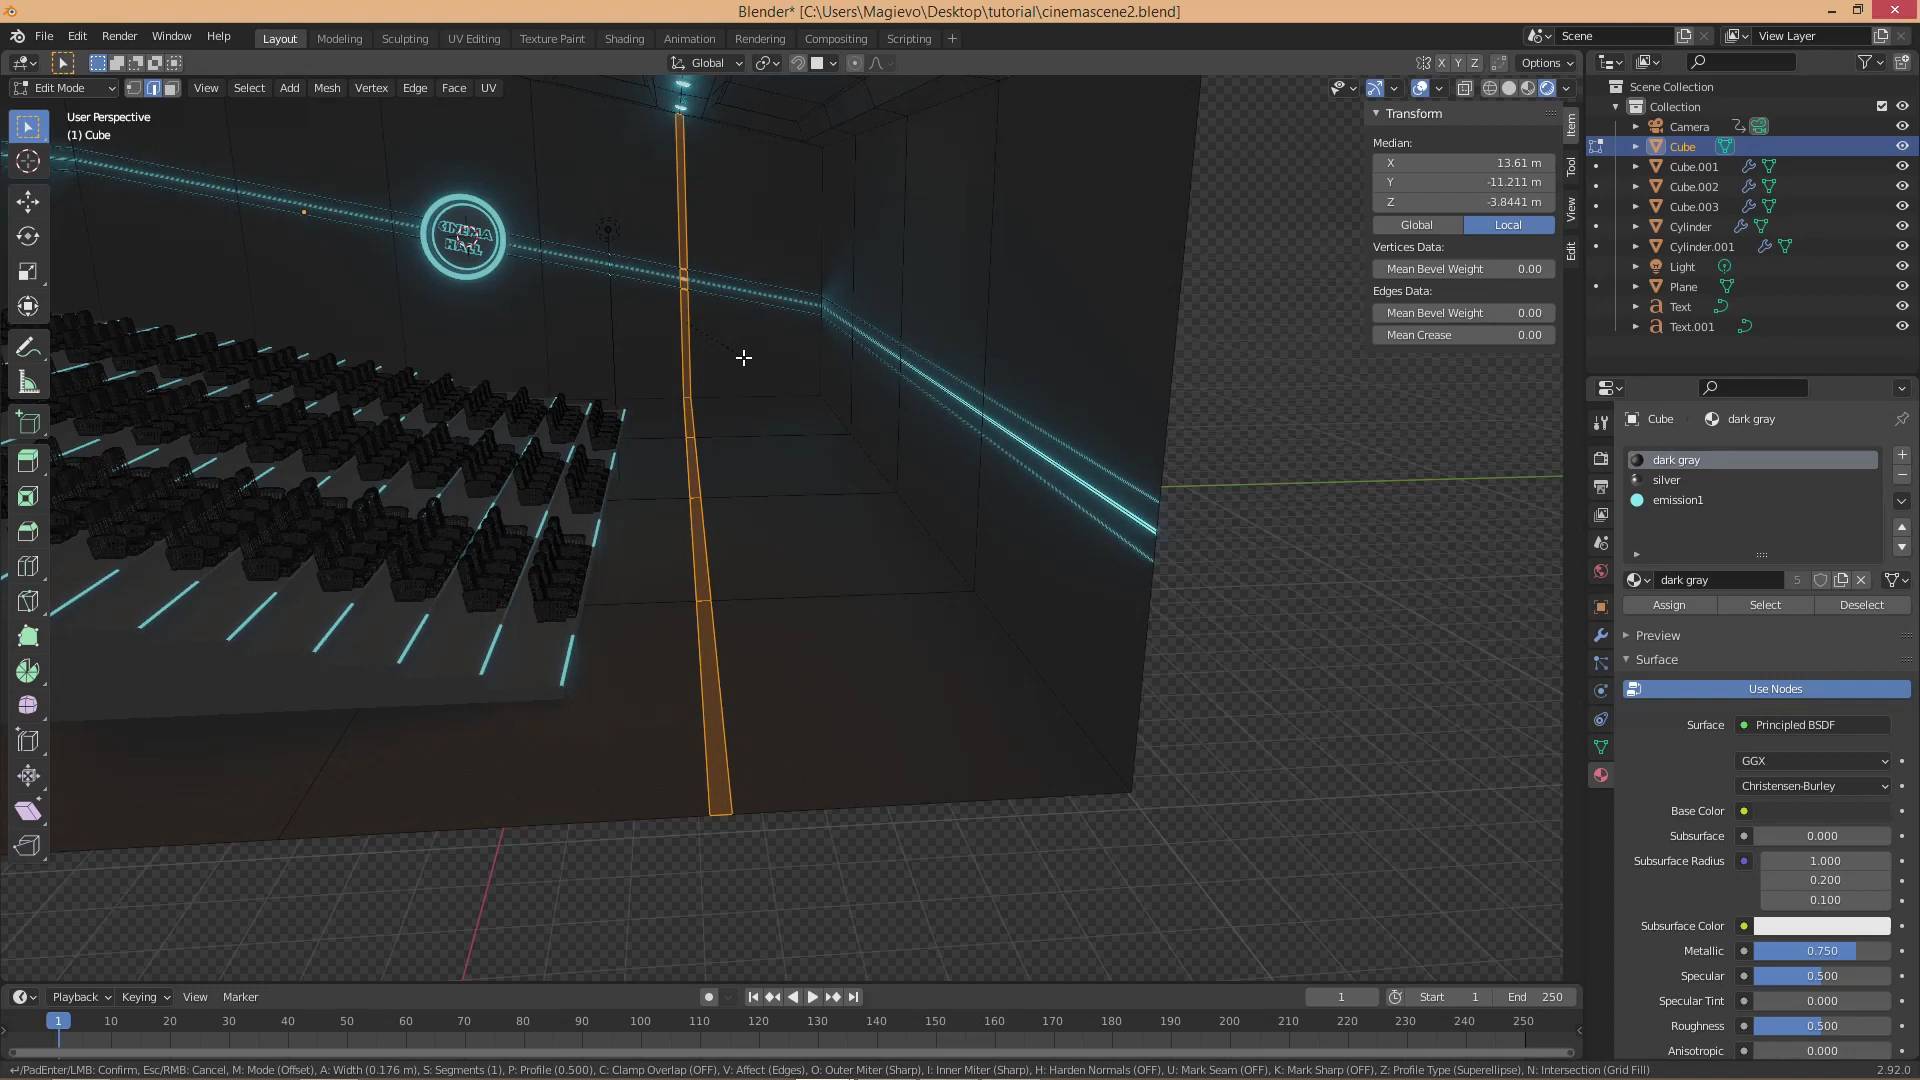 Blender* [C:\Users\Magievo\Desktop\tutorial\cinemascene2.blend]
File Edit Render Window Help
Layout Modeling Sculpting UV Editing Texture Paint Shading Animation Rendering Compositing Scripting +
Scene
View Layer
Global
X Y Z
Options
Edit Mode
View Select Add Mesh Vertex Edge Face UV
User Perspective
(1) Cube
CINEMA
HALL
Transform
Median:
X 13.61 m
Y -11.211 m
Z -3.8441 m
Global Local
Vertices Data:
Mean Bevel Weight 0.00
Edges Data:
Mean Bevel Weight 0.00
Mean Crease 0.00
Item
Tool
View
Edit
Scene Collection
Collection
Camera
Cube
Cube.001
Cube.002
Cube.003
Cylinder
Cylinder.001
Light
Plane
Text
Text.001
Cube dark gray
dark gray
silver
emission1
dark gray 5
Assign Select Deselect
Preview
Surface
Use Nodes
Surface Principled BSDF
GGX
Christensen-Burley
Base Color
Subsurface 0.000
Subsurface Radius 1.000
0.200
0.100
Subsurface Color
Metallic 0.750
Specular 0.500
Specular Tint 0.000
Roughness 0.500
Anisotropic 0.000
Playback Keying View Marker
1 Start 1 End 250
1 10 20 30 40 50 60 70 80 90 100 110 120 130 140 150 160 170 180 190 200 210 220 230 240 250
↵/PadEnter/LMB: Confirm, Esc/RMB: Cancel, M: Mode (Offset), A: Width (0.176 m), S: Segments (1), P: Profile (0.500), C: Clamp Overlap (OFF), V: Affect (Edges), O: Outer Miter (Sharp), I: Inner Miter (Sharp), H: Harden Normals (OFF), U: Mark Seam (OFF), K: Mark Sharp (OFF), Z: Profile Type (Superellipse), N: Intersection (Grid Fill)
2.92.0